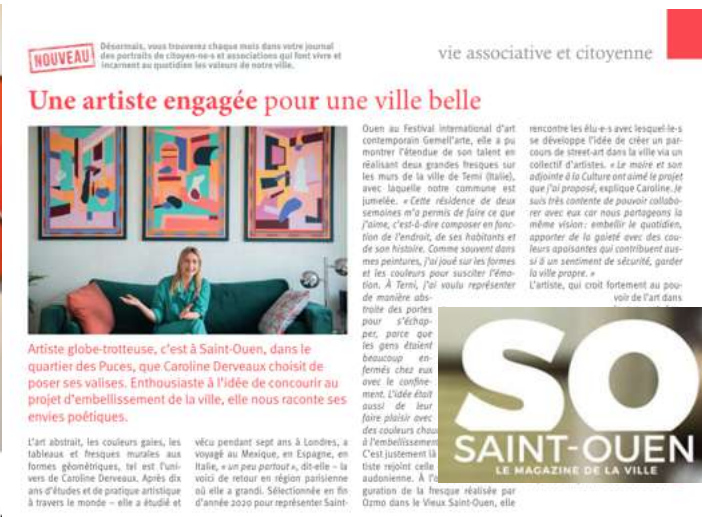 NOUVEAU
Désormais, vous trouverez chaque mois dans votre journal
des portraits de citoyen·ne·s et associations qui font vivre et
incarnent au quotidien les valeurs de notre ville.
vie associative et citoyenne
Une artiste engagée pour une ville belle
Artiste globe-trotteuse, c'est à Saint-Ouen, dans le
quartier des Puces, que Caroline Derveaux choisit de
poser ses valises. Enthousiaste à l'idée de concourir au
projet d'embellissement de la ville, elle nous raconte ses
envies poétiques.
L'art abstrait, les couleurs gaies, les
tableaux et fresques murales aux
formes géométriques, tel est l'uni-
vers de Caroline Derveaux. Après dix
ans d'études et de pratique artistique
à travers le monde – elle a étudié et
vécu pendant sept ans à Londres, a
voyagé au Mexique, en Espagne, en
Italie, « un peu partout », dit-elle – la
voici de retour en région parisienne
où elle a grandi. Sélectionnée en fin
d'année 2020 pour représenter Saint-
Ouen au Festival international d'art
contemporain Gemell'arte, elle a pu
montrer l'étendue de son talent en
réalisant deux grandes fresques sur
les murs de la ville de Terni (Italie),
avec laquelle notre commune est
jumelée. « Cette résidence de deux
semaines m'a permis de faire ce que
j'aime, c'est-à-dire composer en fonc-
tion de l'endroit, de ses habitants et
de son histoire. Comme souvent dans
mes peintures, j'ai joué sur les formes
et les couleurs pour susciter l'émo-
tion. À Terni, j'ai voulu représenter
de manière abs-
traite des portes
pour s'échap-
per, parce que
les gens étaient
beaucoup en-
fermés chez eux
avec le confine-
ment. L'idée était
aussi de leur
faire plaisir avec
des couleurs chau
à l'embellissemen
C'est justement là
tiste rejoint celle
audonienne. À l'
guration de la fresque réalisée par
Ozmo dans le Vieux Saint-Ouen, elle
rencontre les élu·e·s avec lesquel·le·s
se développe l'idée de créer un par-
cours de street-art dans la ville via un
collectif d'artistes. « Le maire et son
adjointe à la Culture ont aimé le projet
que j'ai proposé, explique Caroline. Je
suis très contente de pouvoir collabo-
rer avec eux car nous partageons la
même vision : embellir le quotidien,
apporter de la gaieté avec des cou-
leurs apaisantes qui contribuent aus-
si à un sentiment de sécurité, garder
la ville propre. »
L'artiste, qui croit fortement au pou-
voir de l'art dans
SO
SAINT-OUEN
LE MAGAZINE DE LA VILLE